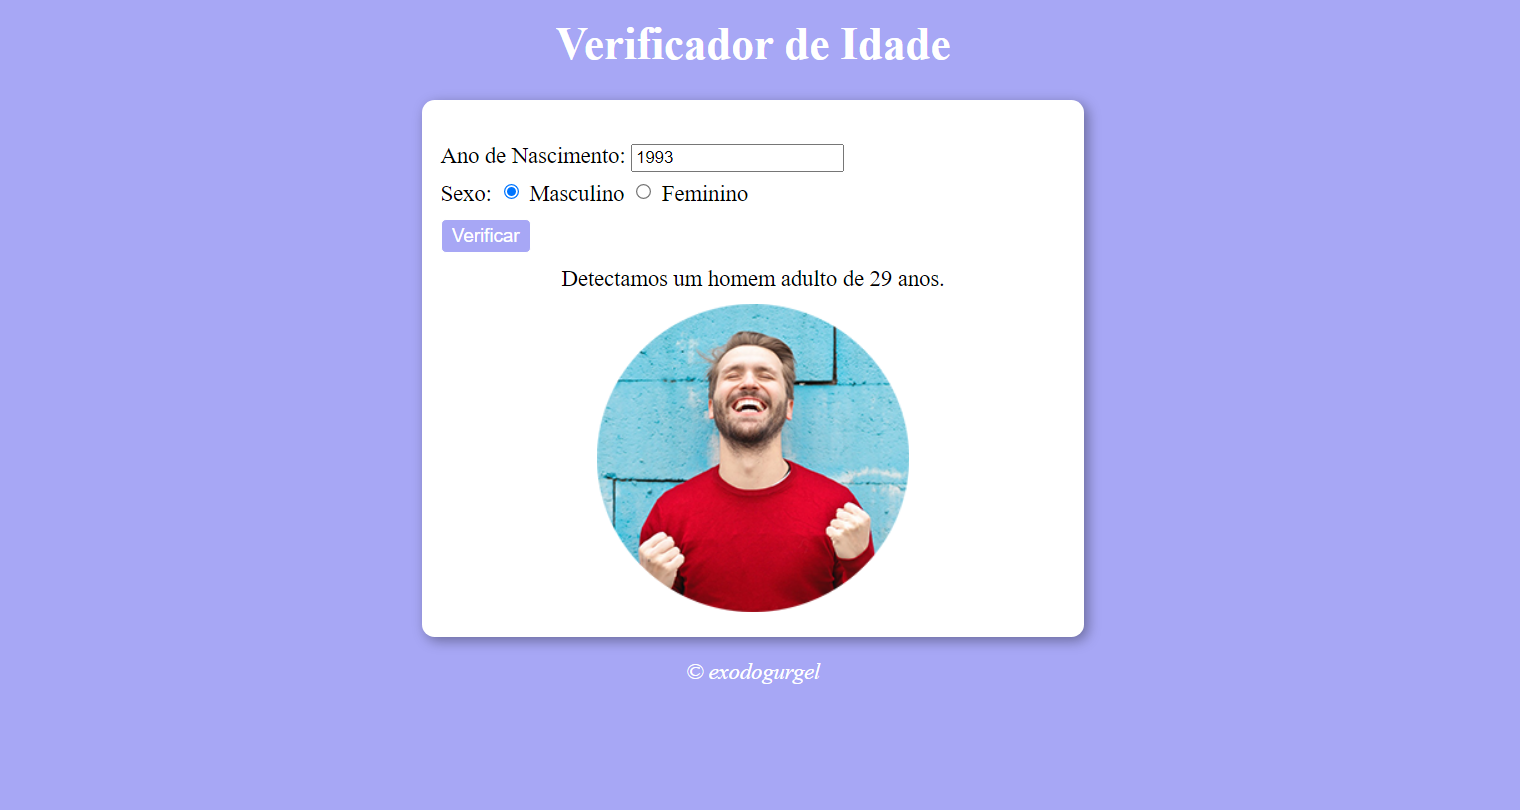 Verificador de Idade
Ano de Nascimento: 1993
Sexo: Masculino Feminino
Verificar
Detectamos um homem adulto de 29 anos.
© exodogurgel